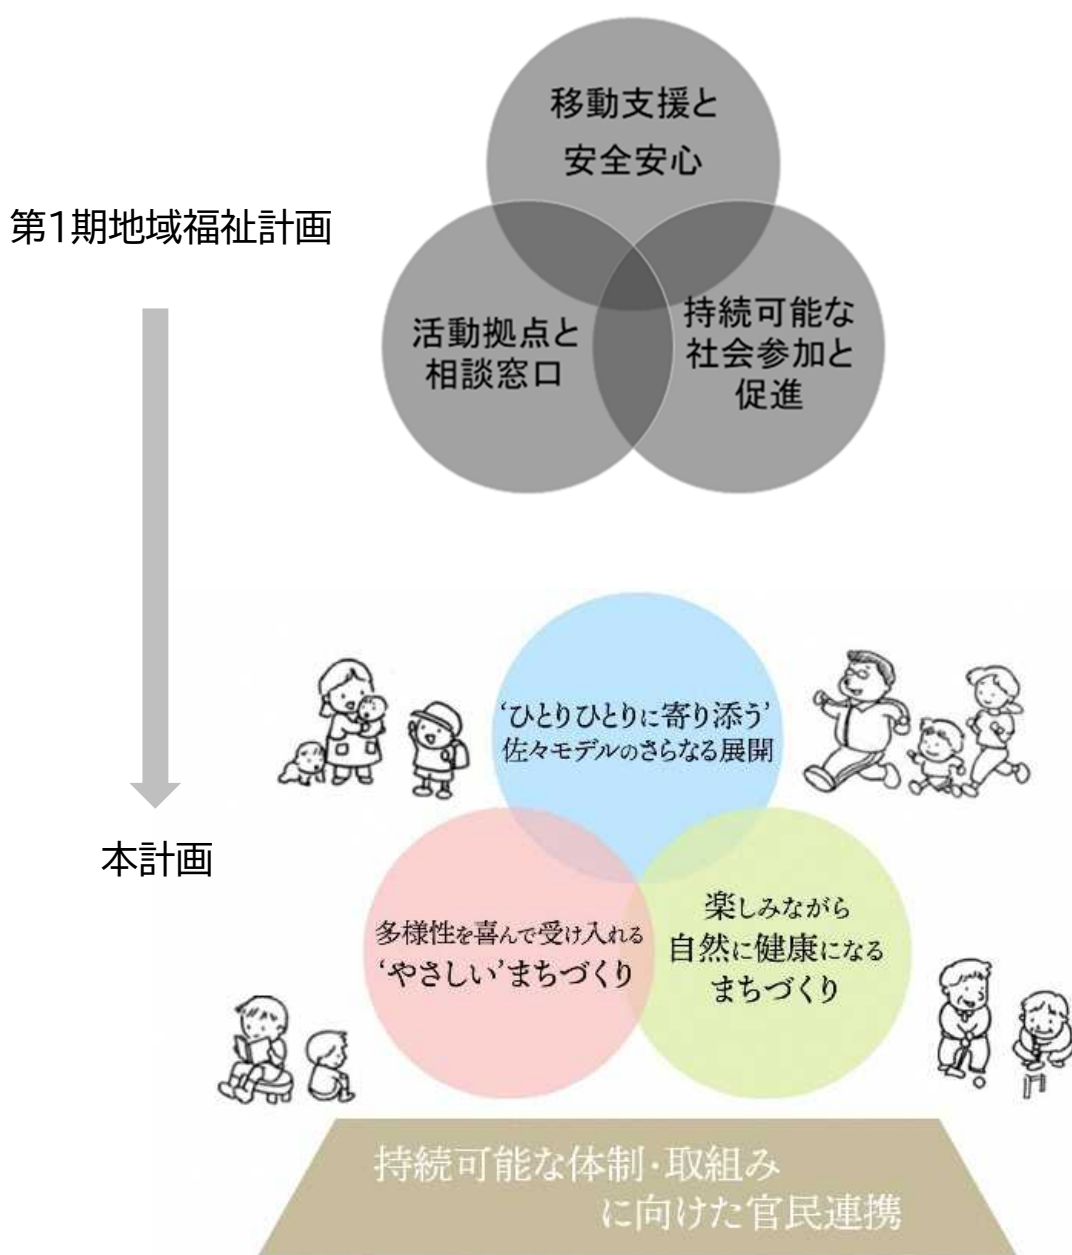 移動支援と
安全安心
第1期地域福祉計画
活動拠点と
相談窓口
持続可能な
社会参加と
促進
‘ひとりひとりに寄り添う’
佐々モデルのさらなる展開
本計画
多様性を喜んで受け入れる
‘やさしい’まちづくり
楽しみながら
自然に健康になる
まちづくり
持続可能な体制・取組み
に向けた官民連携